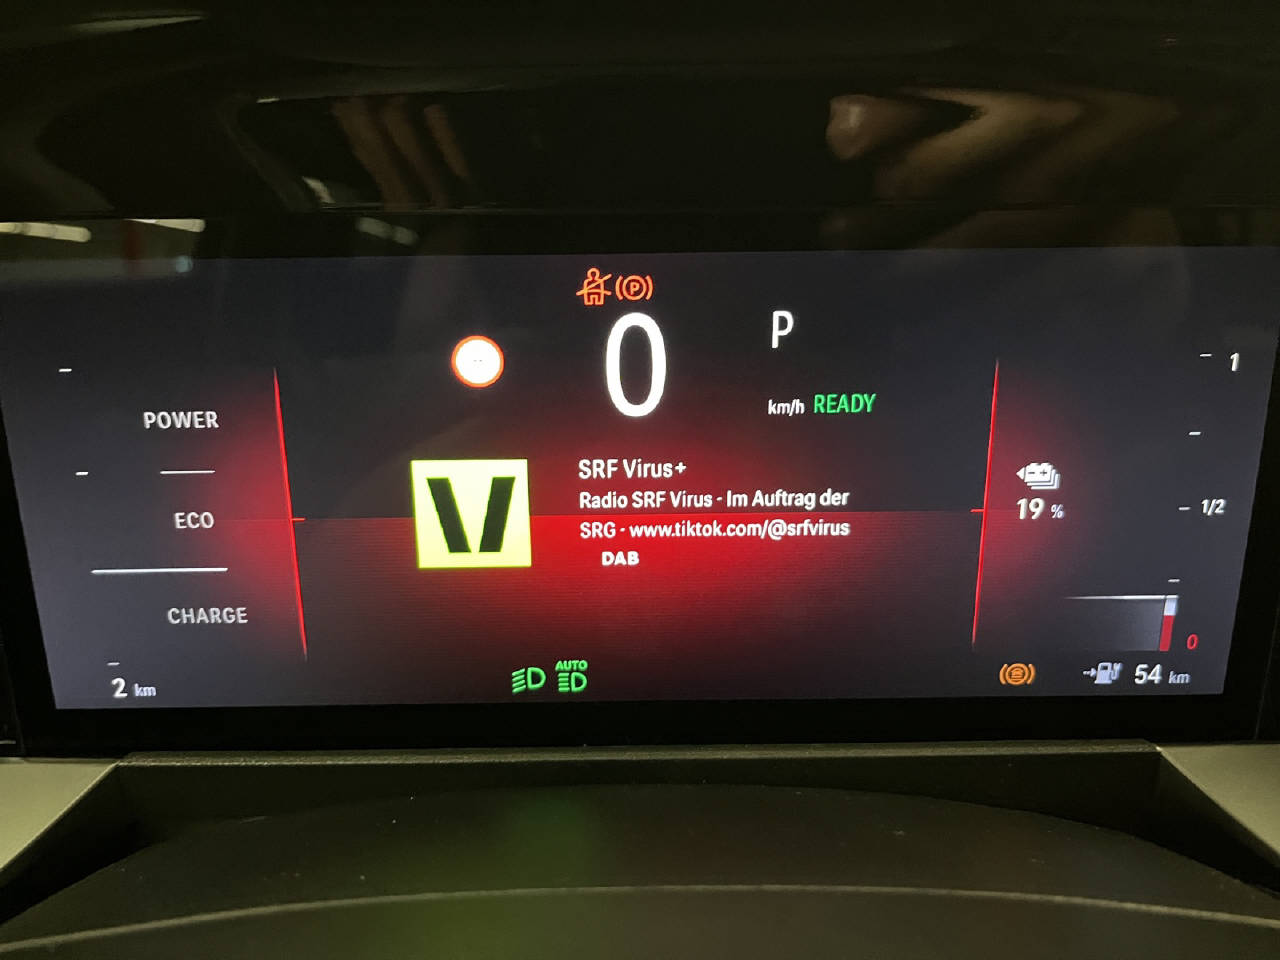 0
P
km/h READY
1
POWER
SRF Virus+
Radio SRF Virus - Im Auftrag der
SRG - www.tiktok.com/@srfvirus
DAB
19 %
1/2
ECO
CHARGE
0
2 km
AUTO
54 km